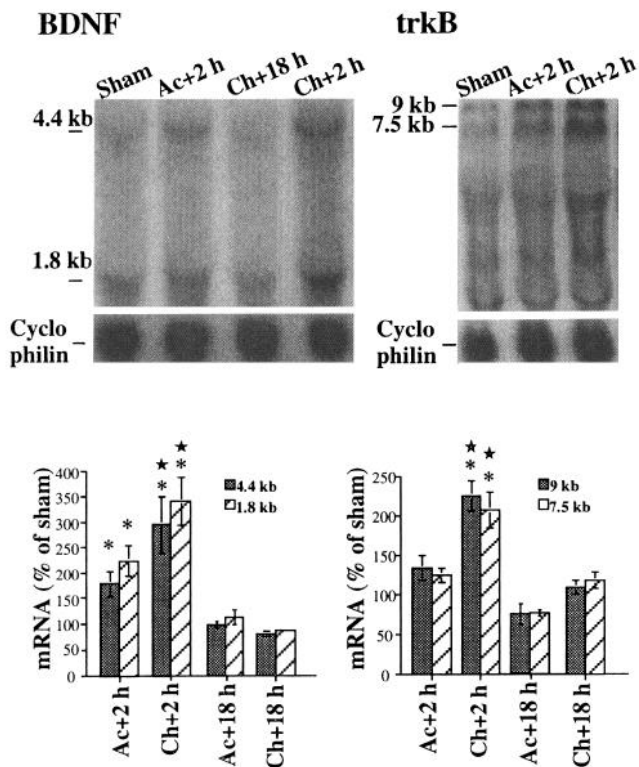 BDNF
Sham Ac+2 h Ch+18 h Ch+2 h
4.4 kb
1.8 kb
Cyclo
philin
trkB
Sham Ac+2 h Ch+2 h
9 kb
7.5 kb
Cyclo
philin
mRNA (% of sham)
400
350
300
250
200
150
100
50
0
* * ★ * ★ *
4.4 kb
1.8 kb
Ac+2 h Ch+2 h Ac+18 h Ch+18 h
mRNA (% of sham)
250
200
150
100
50
0
★ * ★ *
9 kb
7.5 kb
Ac+2 h Ch+2 h Ac+18 h Ch+18 h